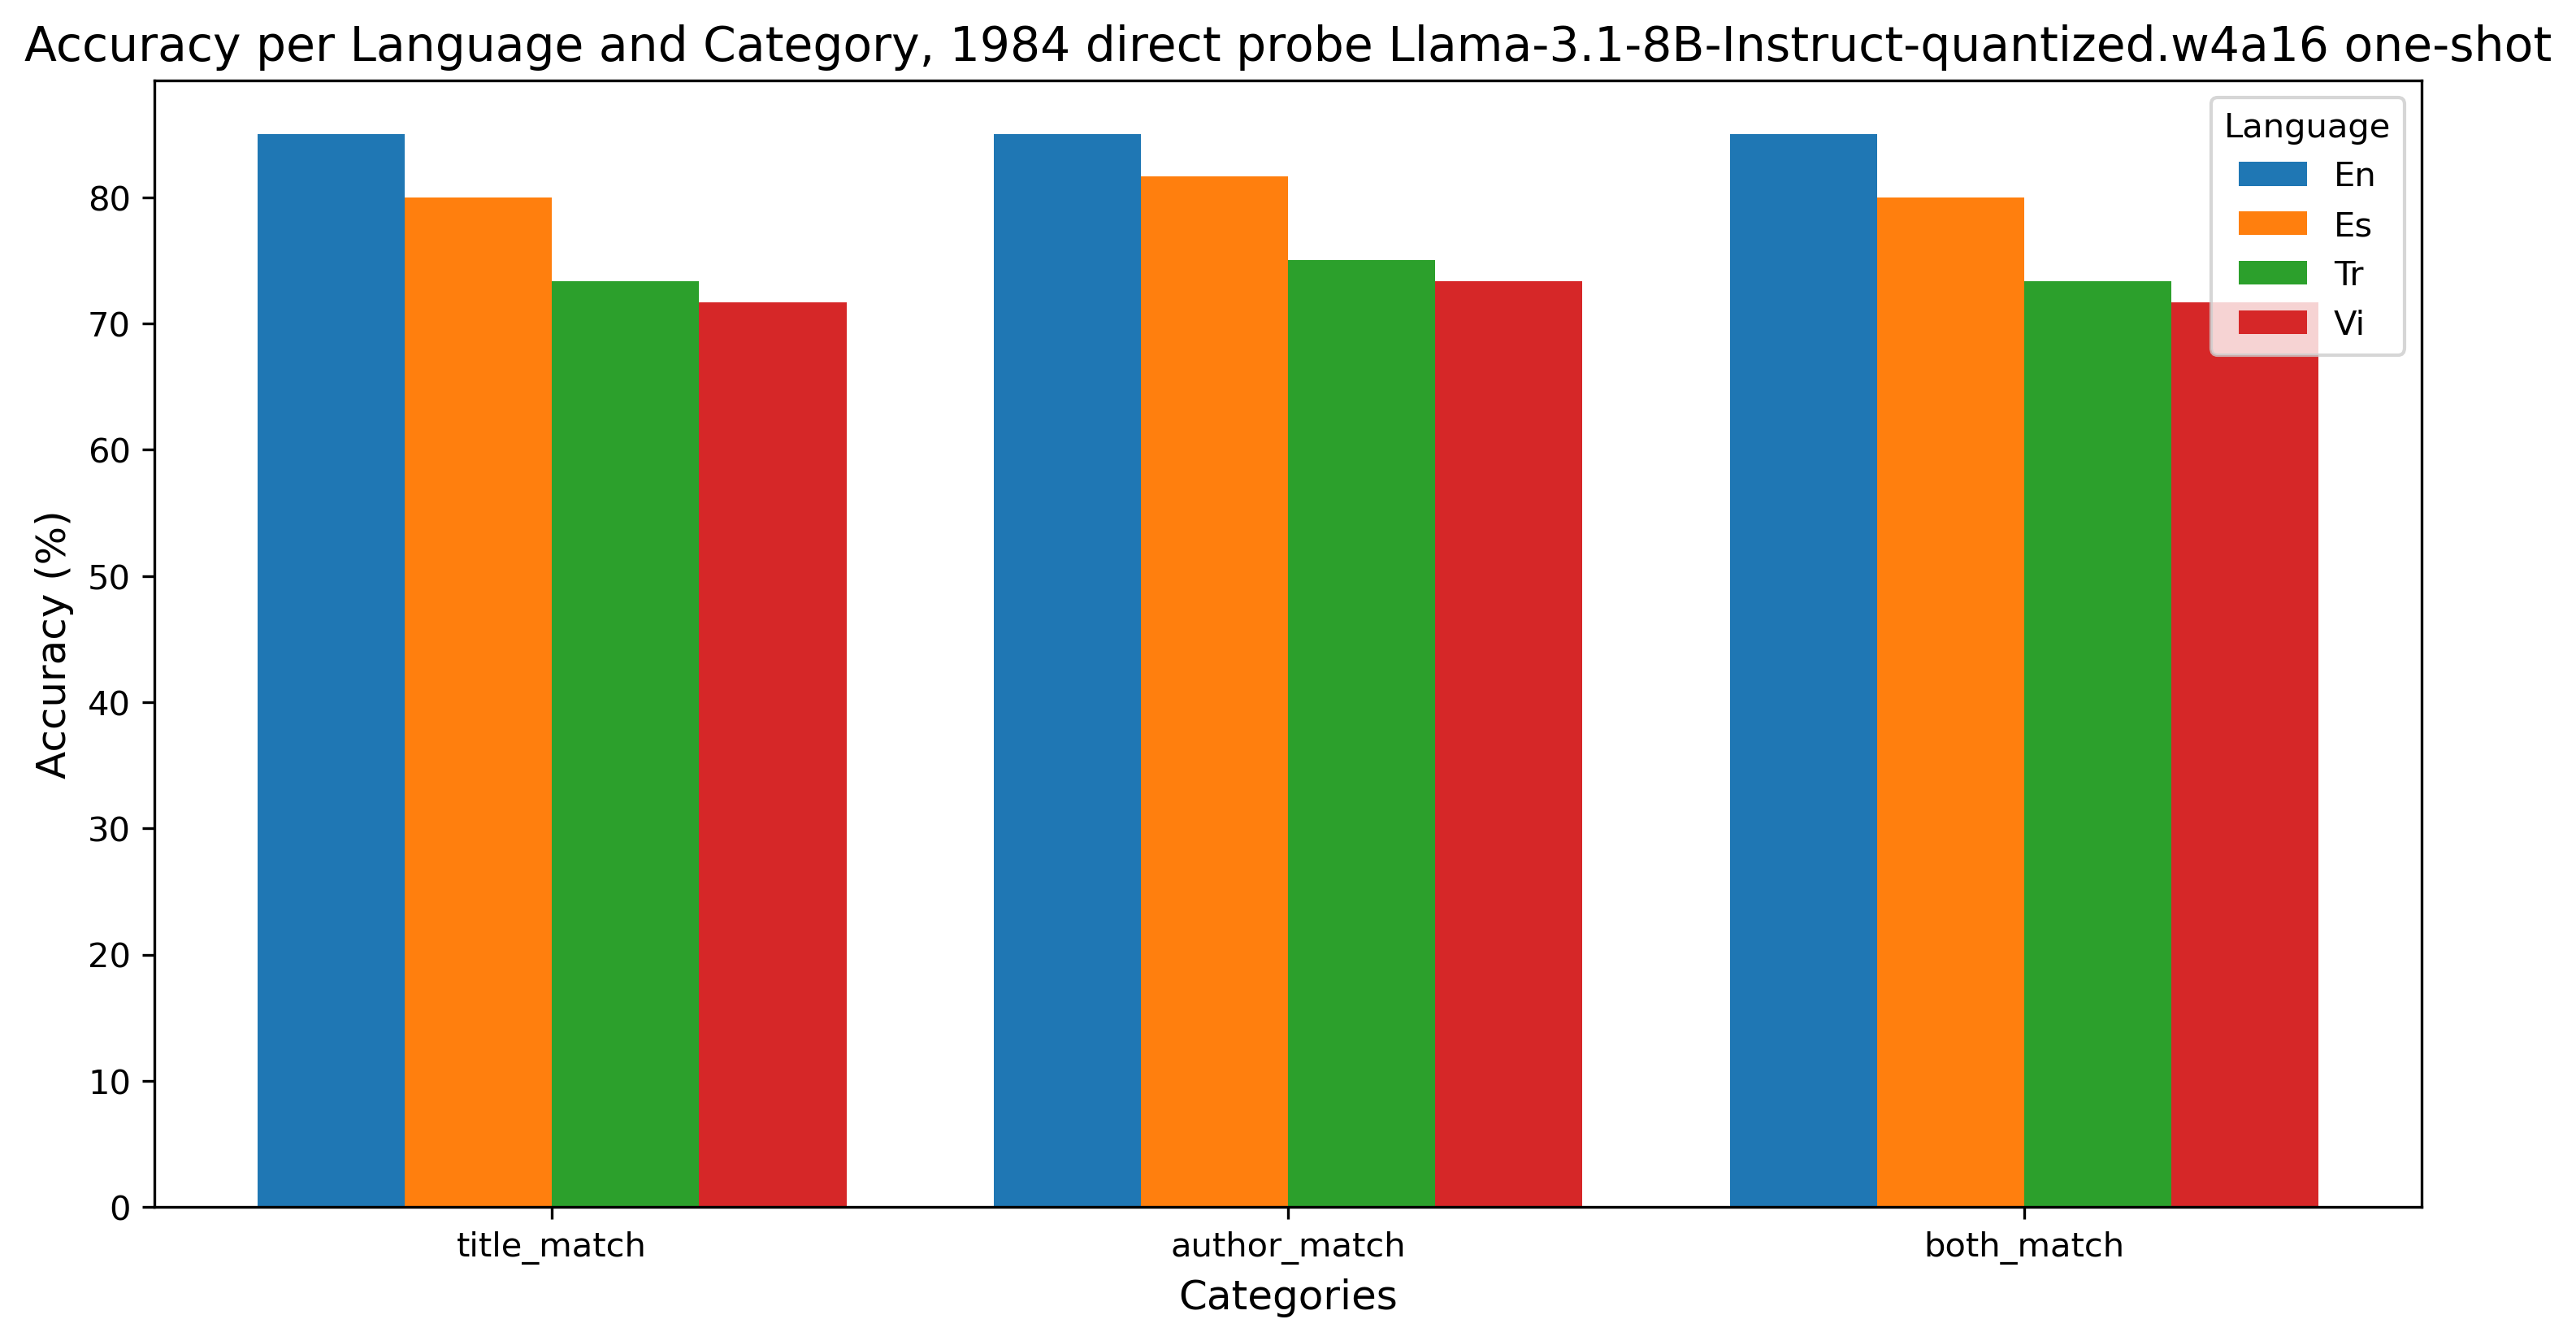 Accuracy per Language and Category, 1984 direct probe Llama-3.1-8B-Instruct-quantized.w4a16 one-shot
Language
En
Es
Tr
Vi
Accuracy (%)
80
70
60
50
40
30
20
10
0
title_match
author_match
both_match
Categories